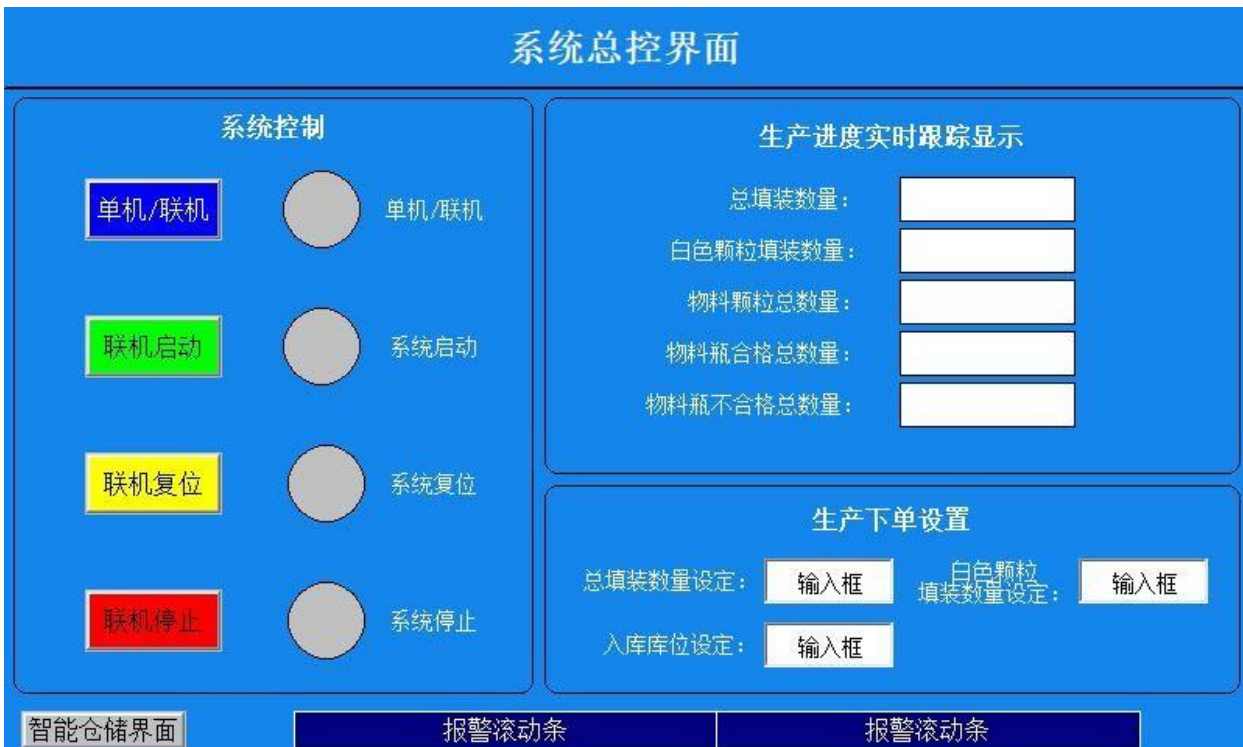 系统总控界面
系统控制
单机/联机
单机/联机
联机启动
系统启动
联机复位
系统复位
联机停止
系统停止
生产进度实时跟踪显示
总填装数量：
白色颗粒填装数量：
物料颗粒总数量：
物料瓶合格总数量：
物料瓶不合格总数量：
生产下单设置
总填装数量设定：
输入框
白色颗粒
填装数量设定：
输入框
入库库位设定：
输入框
智能仓储界面
报警滚动条
报警滚动条